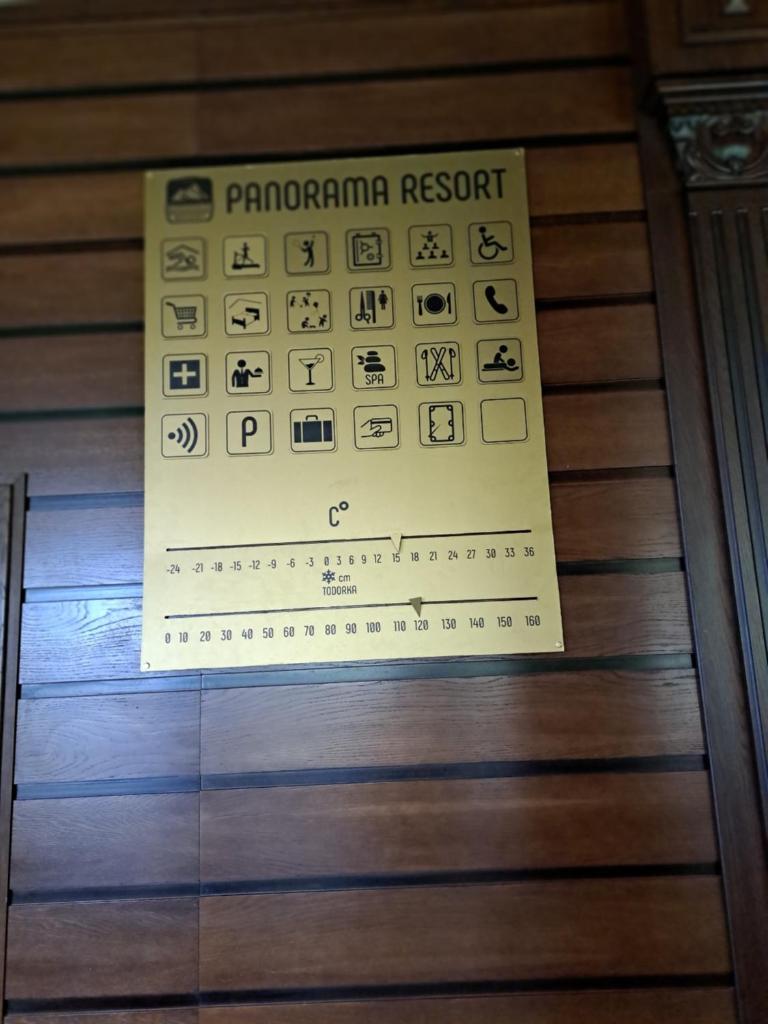 PANORAMA RESORT
SPA
P
C°
-24 -21 -18 -15 -12 -9 -6 -3 0 3 6 9 12 15 18 21 24 27 30 33 36
cm
TODORKA
0 10 20 30 40 50 60 70 80 90 100 110 120 130 140 150 160